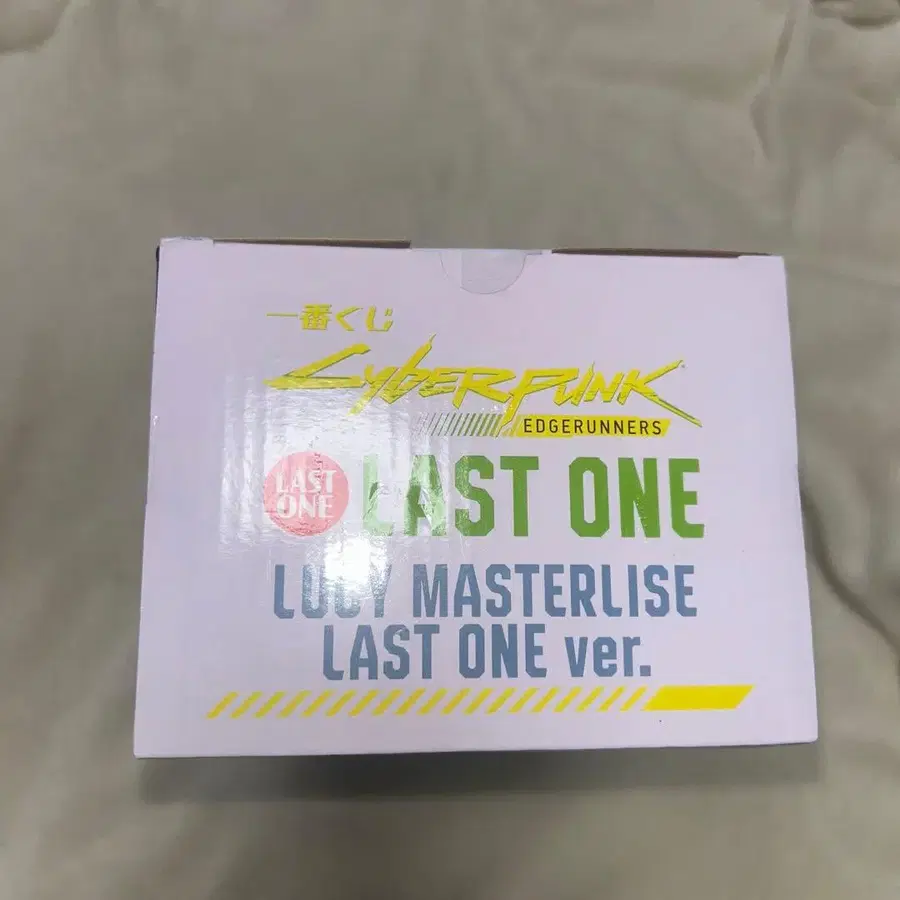 一番くじ
CYBERPUNK
EDGERUNNERS
LAST
ONE
LAST ONE
LUCY MASTERLISE
LAST ONE ver.